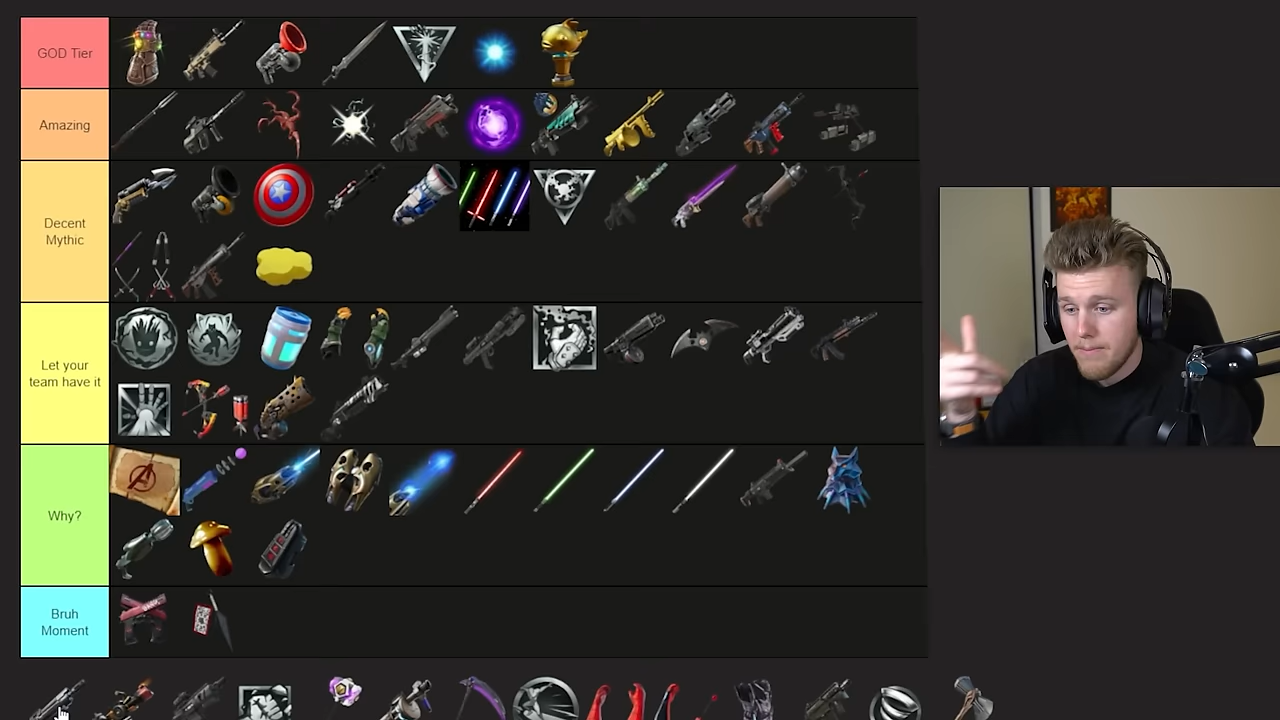 GOD Tier
Amazing
Decent
Mythic
Let your
team have it
Why?
Bruh
Moment